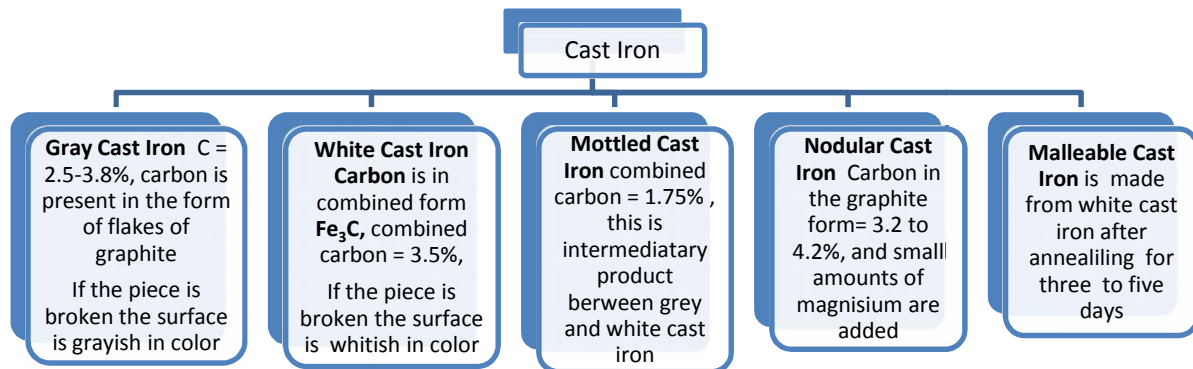 Cast Iron
Gray Cast Iron C =
2.5-3.8%, carbon is
present in the form
of flakes of
graphite
If the piece is
broken the surface
is grayish in color
White Cast Iron
Carbon is in
combined form
Fe₃C, combined
carbon = 3.5%,
If the piece is
broken the surface
is whitish in color
Mottled Cast
Iron combined
carbon = 1.75% ,
this is
intermediatary
product
berween grey
and white cast
iron
Nodular Cast
Iron Carbon in
the graphite
form= 3.2 to
4.2%, and small
amounts of
magnisium are
added
Malleable Cast
Iron is made
from white cast
iron after
annealiling for
three to five
days